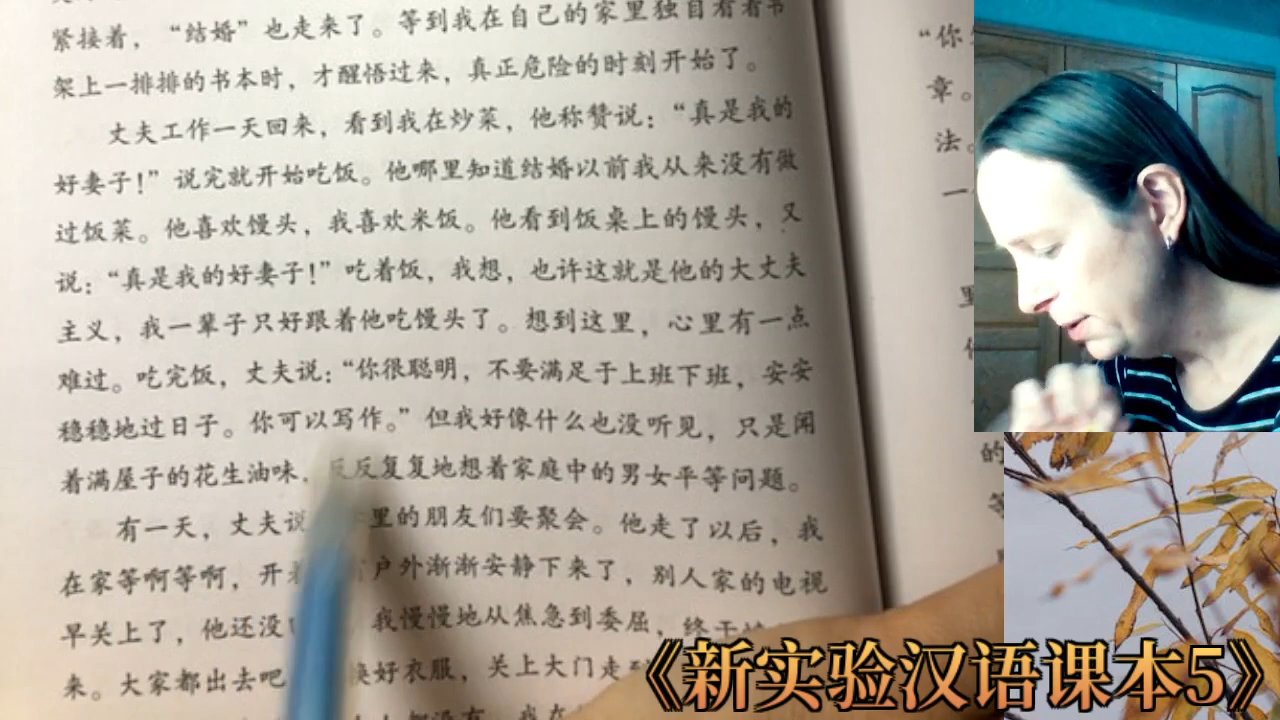 紧接着，“结婚”也走来了。等到我在自己的家里独自看着书
架上一排排的书本时，才醒悟过来，真正危险的时刻开始了。
丈夫工作一天回来，看到我在炒菜，他称赞说：“真是我的
好妻子！”说完就开始吃饭。他哪里知道结婚以前我从来没有做
过饭菜。他喜欢馒头，我喜欢米饭。他看到饭桌上的馒头，又
说：“真是我的好妻子！”吃着饭，我想，也许这就是他的大丈夫
主义，我一辈子只好跟着他吃馒头了。想到这里，心里有一点
难过。吃完饭，丈夫说：“你很聪明，不要满足于上班下班，安安
稳稳地过日子。你可以写作。”但我好像什么也没听见，只是闻
着满屋子的花生油味，反反复复地想着家庭中的男女平等问题。
有一天，丈夫说 里的朋友们要聚会。他走了以后，我
在家等啊等啊，开 户外渐渐安静下来了，别人家的电视
早关上了，他还没 我慢慢地从焦急到委屈，终于
来。大家都出去吧 换好衣服，关上大门走
人都没有 我在
“你
章。
法。
一
里
的
等
《新实验汉语课本5》